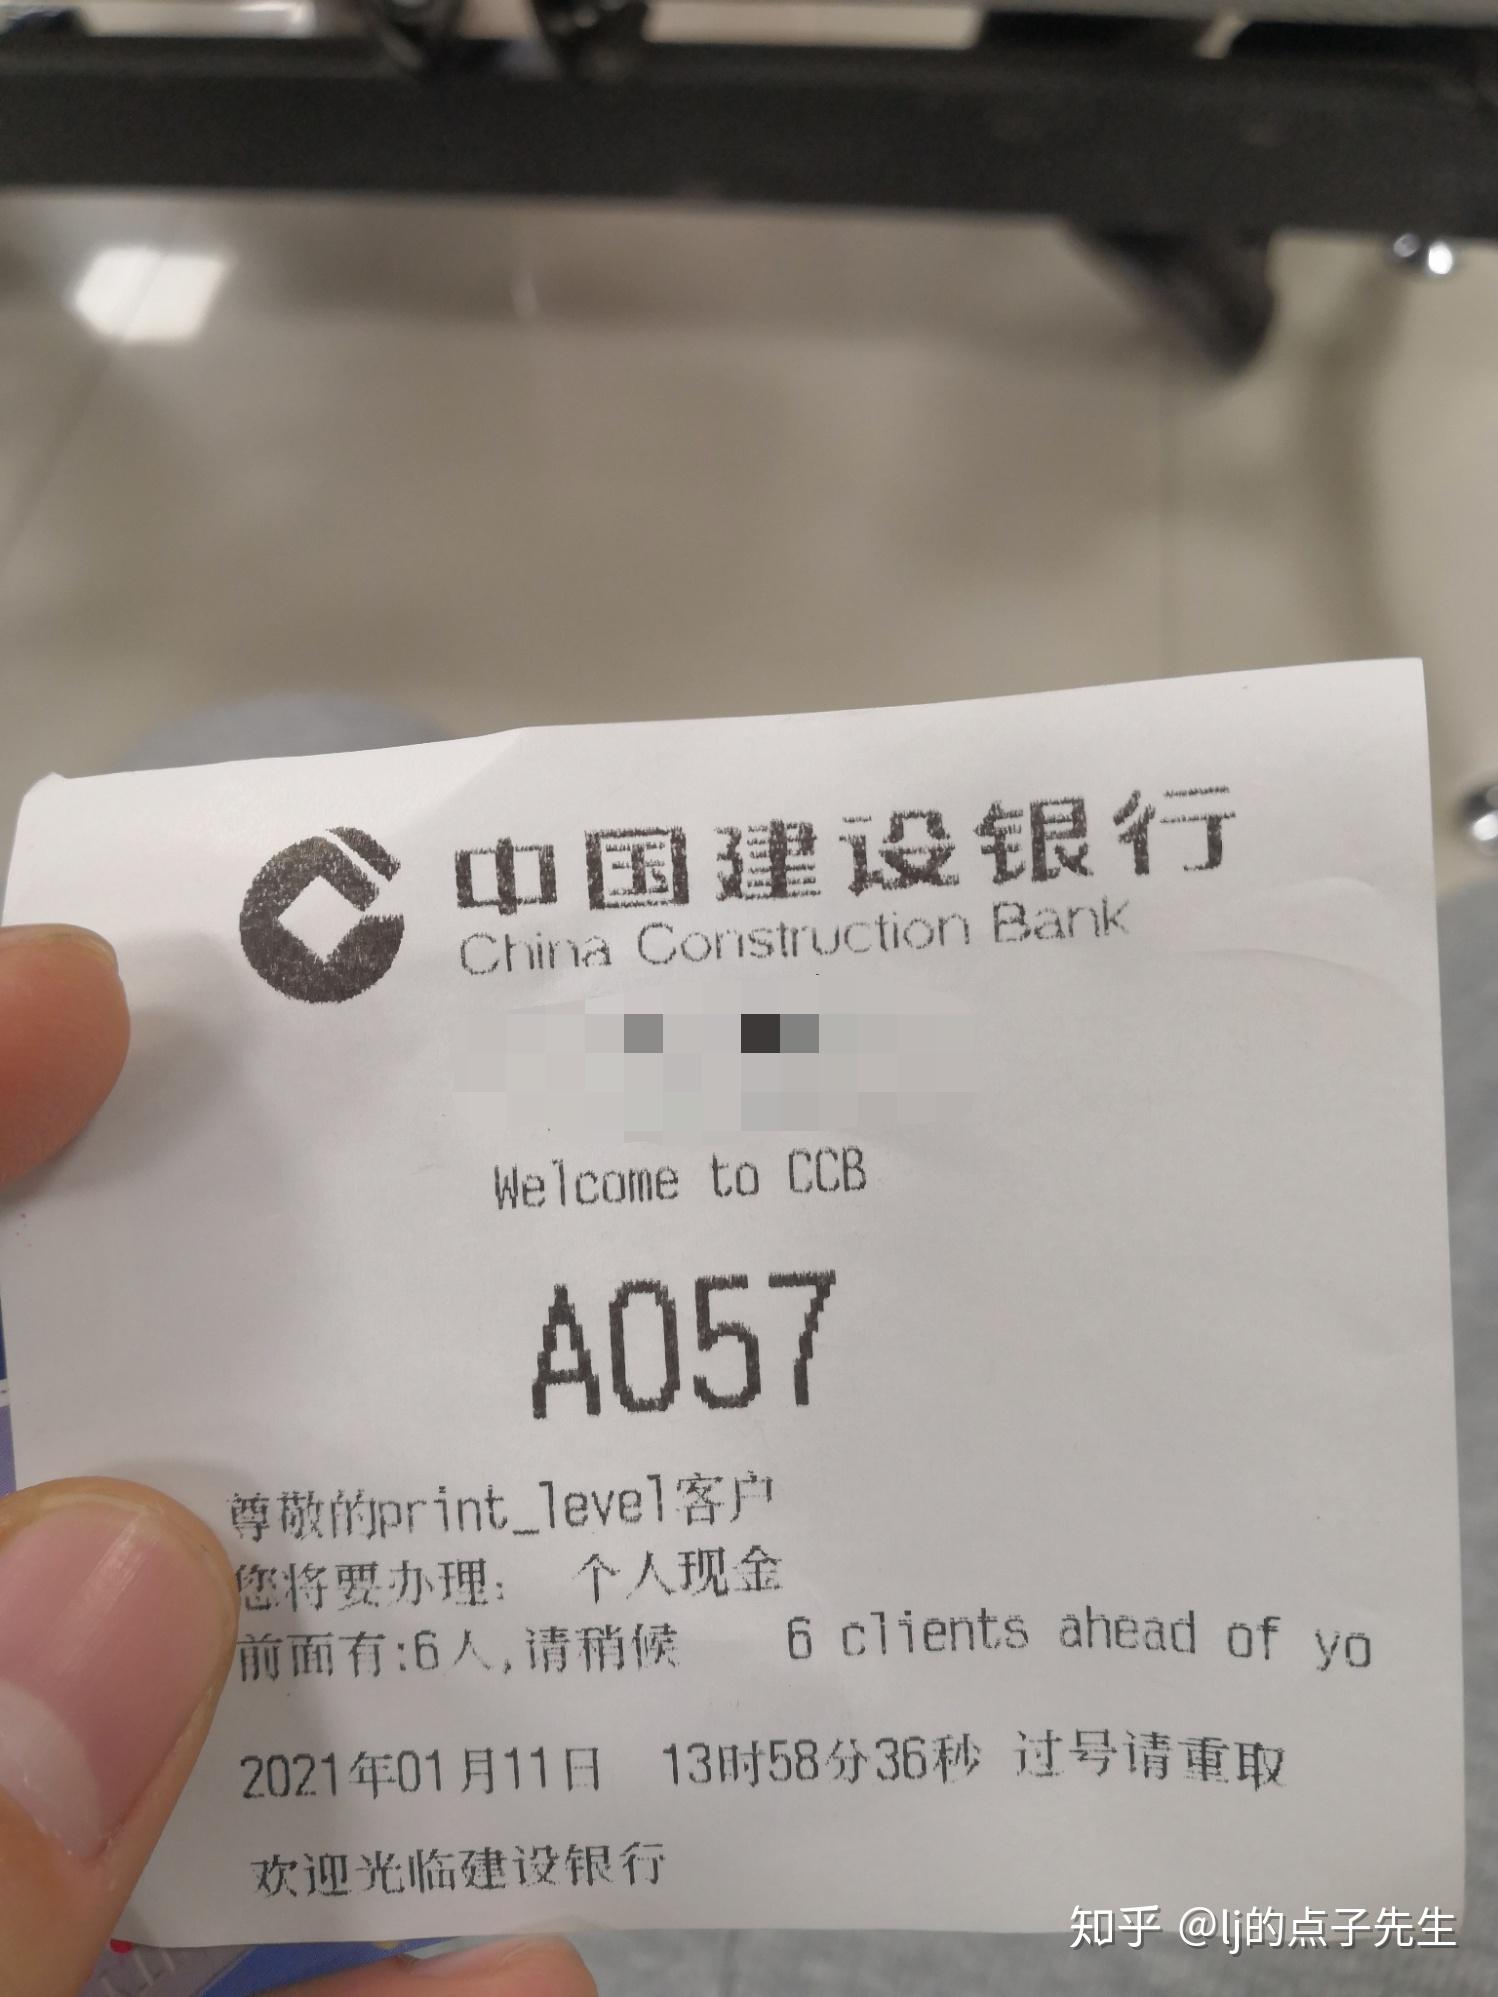 中国建设银行
China Construction Bank
Welcome to CCB
A057
尊敬的print_level客户
您将要办理: 个人现金
前面有:6人,请稍候 6 clients ahead of yo
2021年01月11日 13时58分36秒 过号请重取
欢迎光临建设银行
知乎 @lj的点子先生